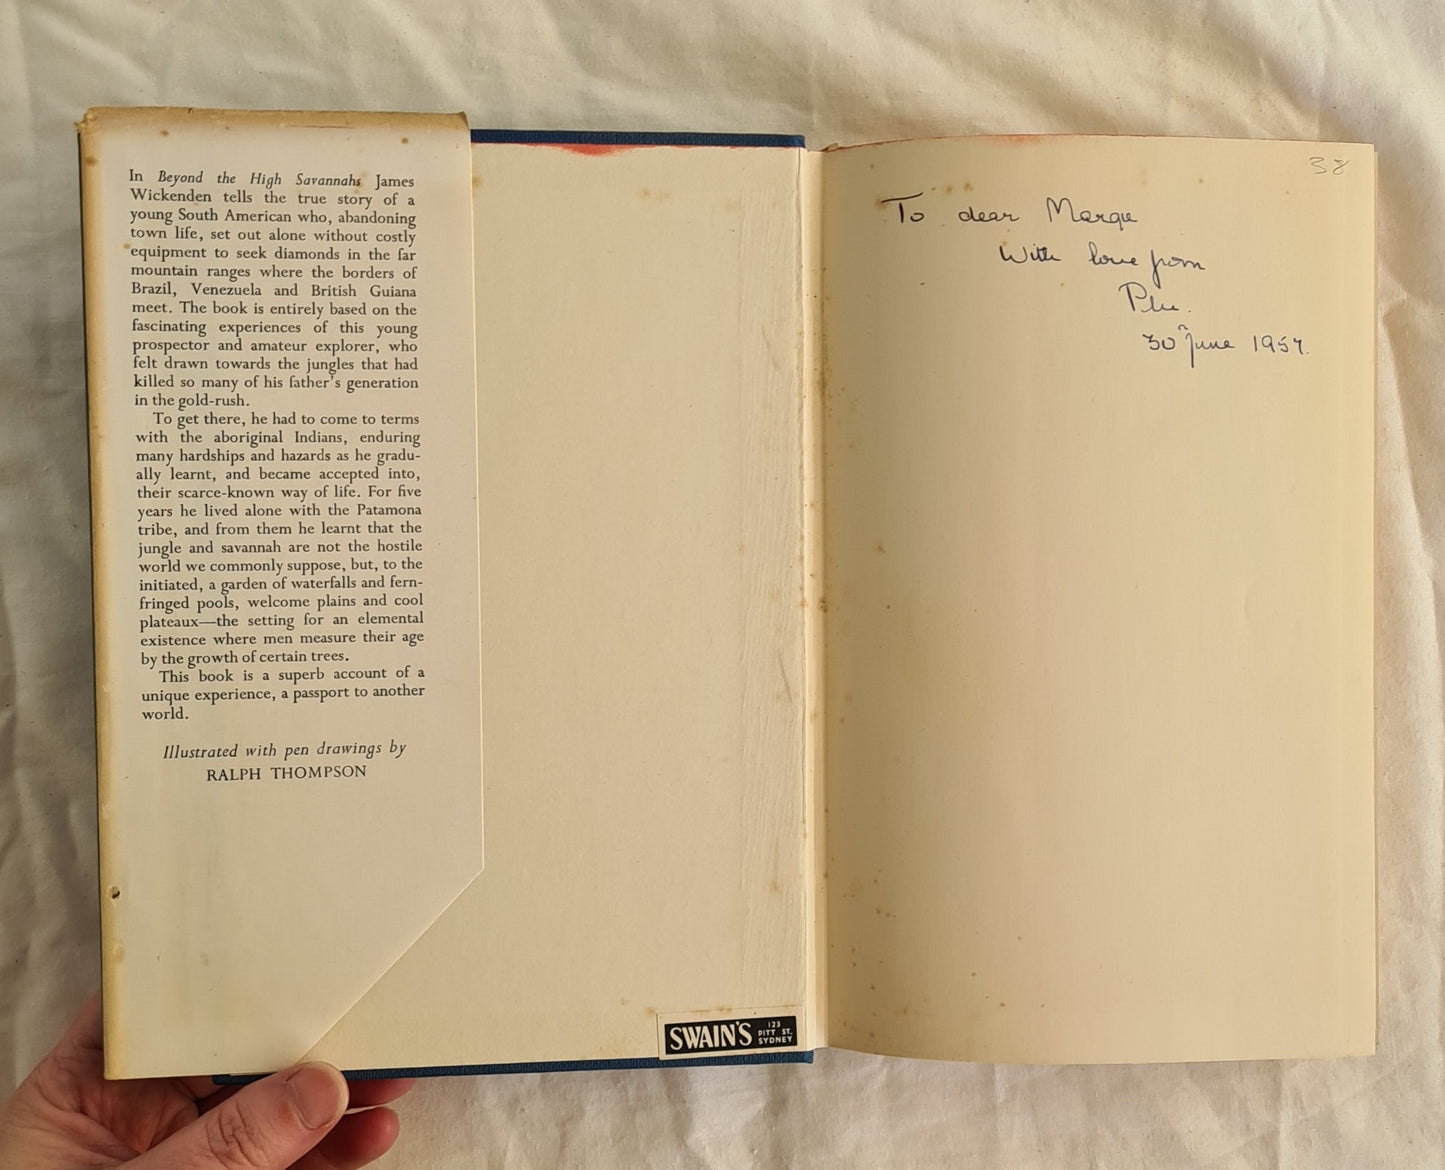 In Beyond the High Savannahs James
Wickenden tells the true story of a
young South American who, abandoning
town life, set out alone without costly
equipment to seek diamonds in the far
mountain ranges where the borders of
Brazil, Venezuela and British Guiana
meet. The book is entirely based on the
fascinating experiences of this young
prospector and amateur explorer, who
felt drawn towards the jungles that had
killed so many of his father's generation
in the gold-rush.
To get there, he had to come to terms
with the aboriginal Indians, enduring
many hardships and hazards as he gradu-
ally learnt, and became accepted into,
their scarce-known way of life. For five
years he lived alone with the Patamona
tribe, and from them he learnt that the
jungle and savannah are not the hostile
world we commonly suppose, but, to the
initiated, a garden of waterfalls and fern-
fringed pools, welcome plains and cool
plateaux—the setting for an elemental
existence where men measure their age
by the growth of certain trees.
This book is a superb account of a
unique experience, a passport to another
world.
Illustrated with pen drawings by
RALPH THOMPSON
SWAIN'S
123
PITT ST.
SYDNEY
38
To dear Margie
With love from
30 June 1957.